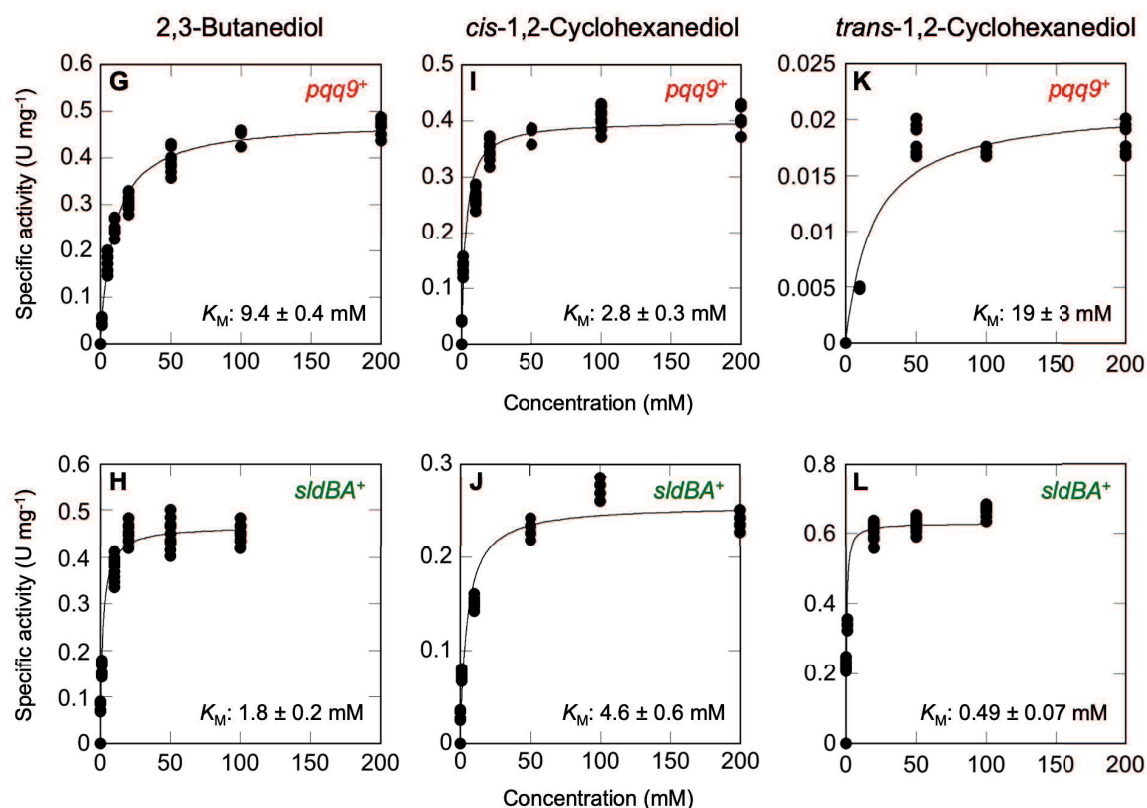 2,3-Butanediol cis-1,2-Cyclohexanediol trans-1,2-Cyclohexanediol
Specific activity (U mg⁻¹)
0.6
0.5
0.4
0.3
0.2
0.1
0
G
pqq9⁺
K_M: 9.4 ± 0.4 mM
0 50 100 150 200
0.5
0.4
0.3
0.2
0.1
0
I
pqq9⁺
K_M: 2.8 ± 0.3 mM
0 50 100 150 200
0.025
0.02
0.015
0.01
0.005
0
K
pqq9⁺
K_M: 19 ± 3 mM
0 50 100 150 200
Concentration (mM)
Specific activity (U mg⁻¹)
0.6
0.5
0.4
0.3
0.2
0.1
0
H
sldBA⁺
K_M: 1.8 ± 0.2 mM
0 50 100 150 200
0.3
0.2
0.1
0
J
sldBA⁺
K_M: 4.6 ± 0.6 mM
0 50 100 150 200
0.8
0.6
0.4
0.2
0
L
sldBA⁺
K_M: 0.49 ± 0.07 mM
0 50 100 150 200
Concentration (mM)